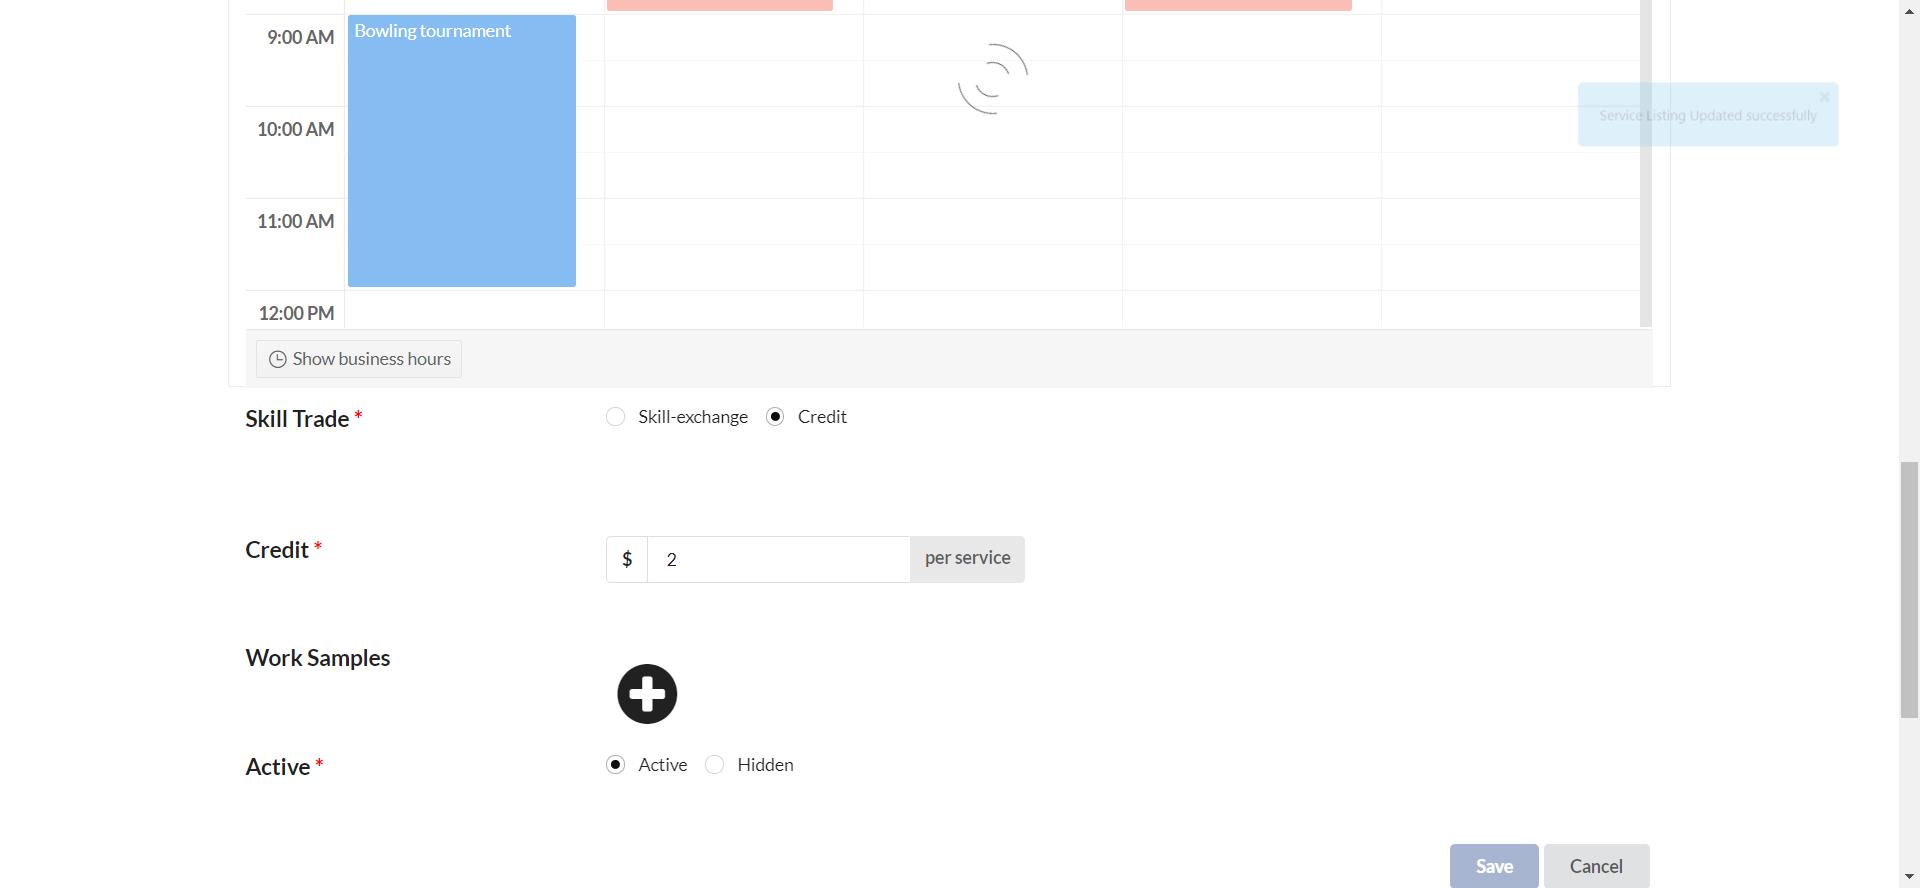 9:00 AM
Bowling tournament
10:00 AM
Service Listing Updated successfully
11:00 AM
12:00 PM
Show business hours
Skill Trade *
Skill-exchange
Credit
Credit *
$
2
per service
Work Samples
Active *
Active
Hidden
Save
Cancel